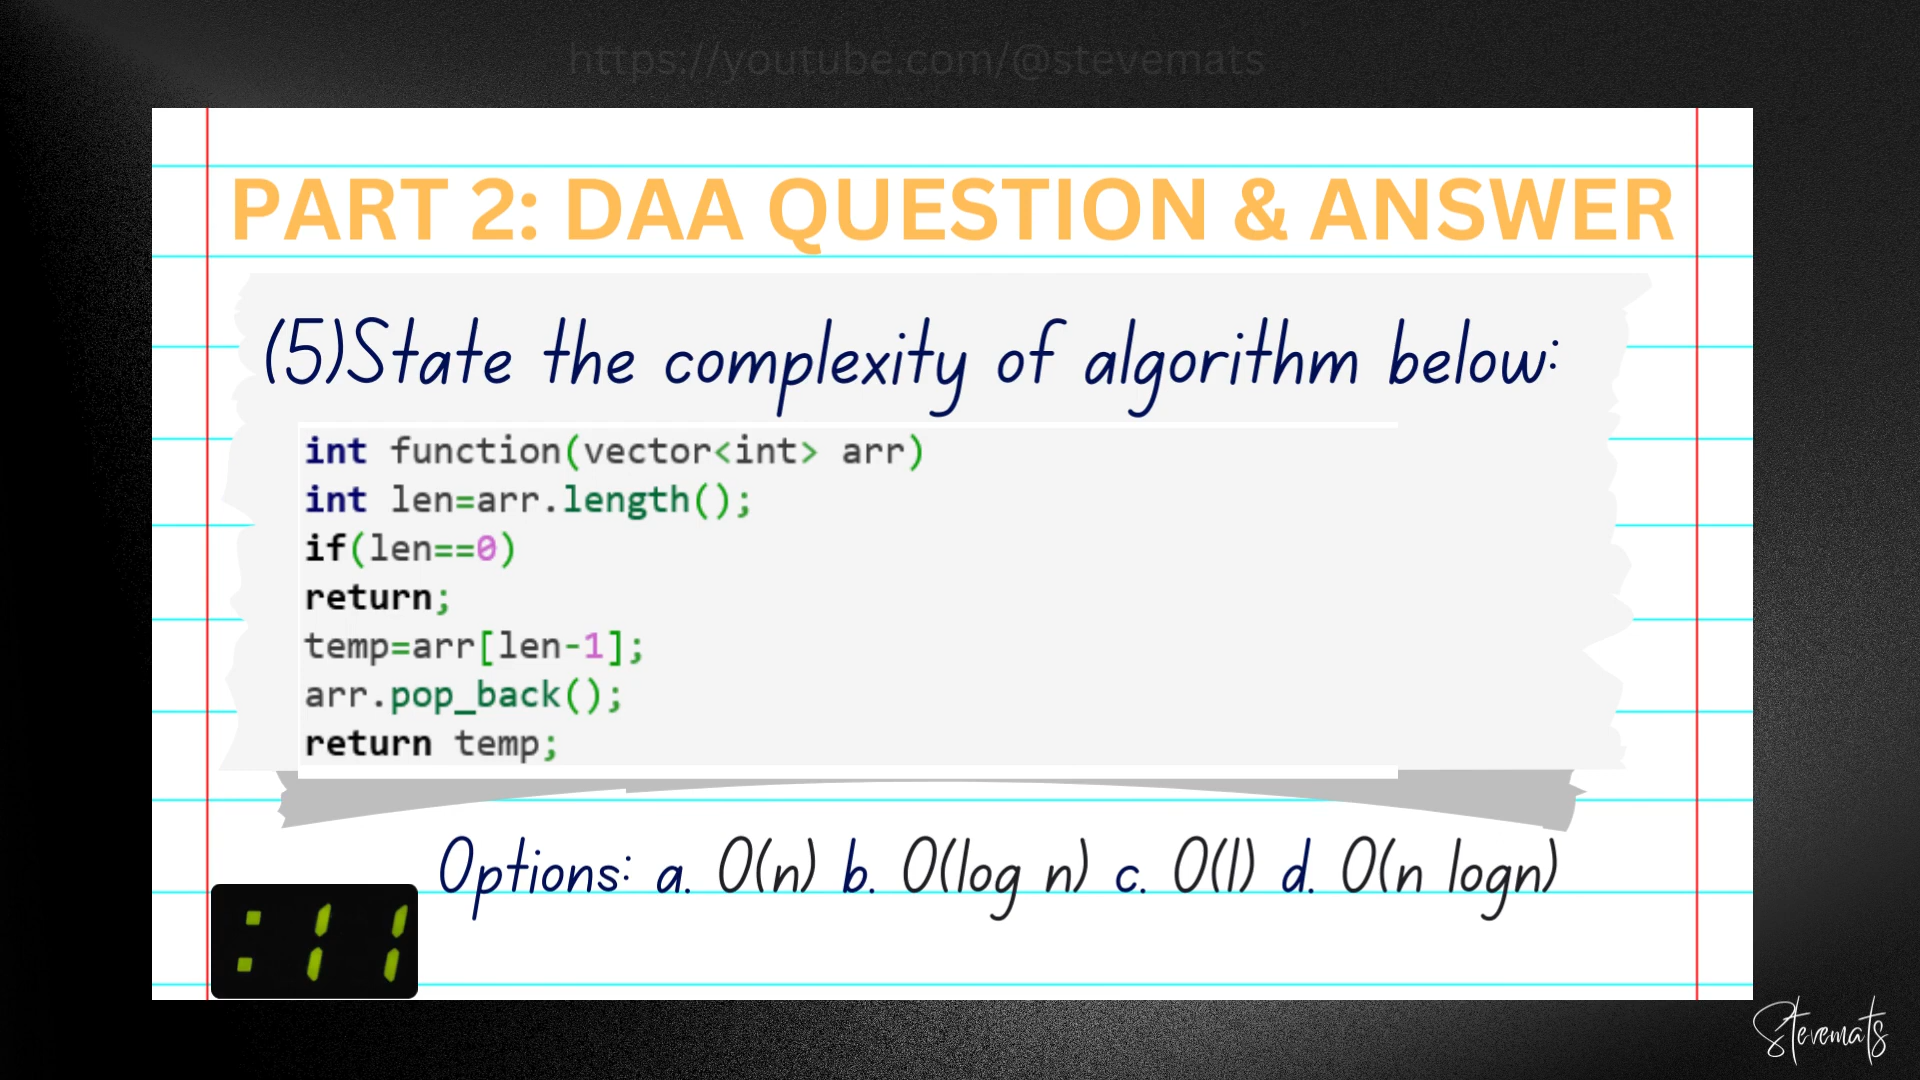 https://youtube.com/@stevemats
PART 2: DAA QUESTION & ANSWER
(5)State the complexity of algorithm below:
int function(vector<int> arr)
int len=arr.length();
if(len==0)
return;
temp=arr[len-1];
arr.pop_back();
return temp;
Options: a. O(n) b. O(log n) c. O(1) d. O(n logn)
:11
Stevemats